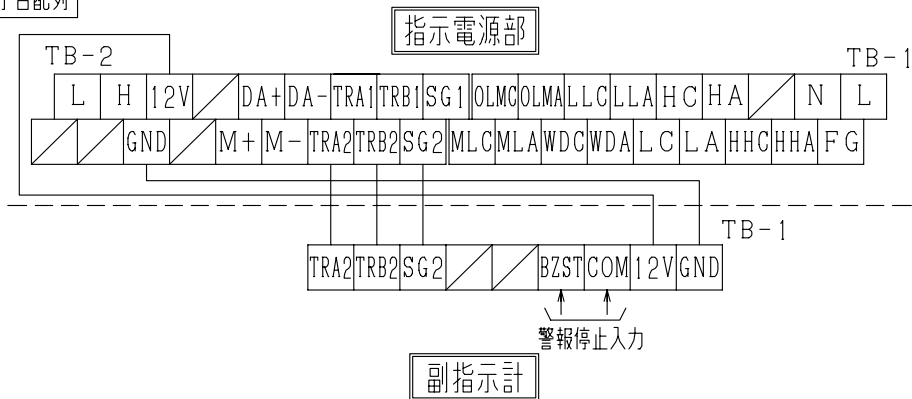 指示電源部
TB-2
TB-1
L H 12V DA+ DA- TRA1 TRB1 SG1 OLMC OLMA LLC LLA HC HA N L
GND M+ M- TRA2 TRB2 SG2 MLC MLA WDC WDA LC LA HHC HHA FG
TB-1
TRA2 TRB2 SG2 BZST COM 12V GND
警報停止入力
副指示計